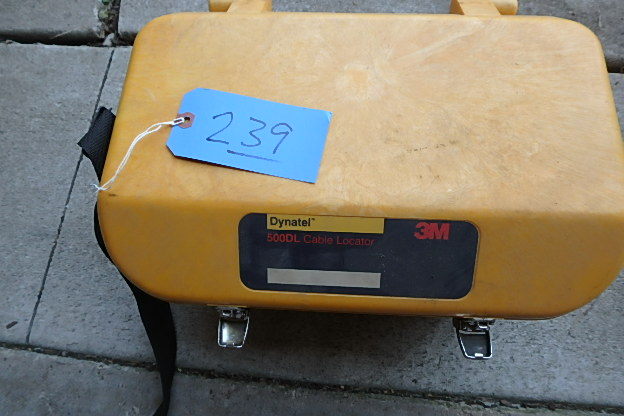 239
Dynatel™
500DL Cable Locator
3M